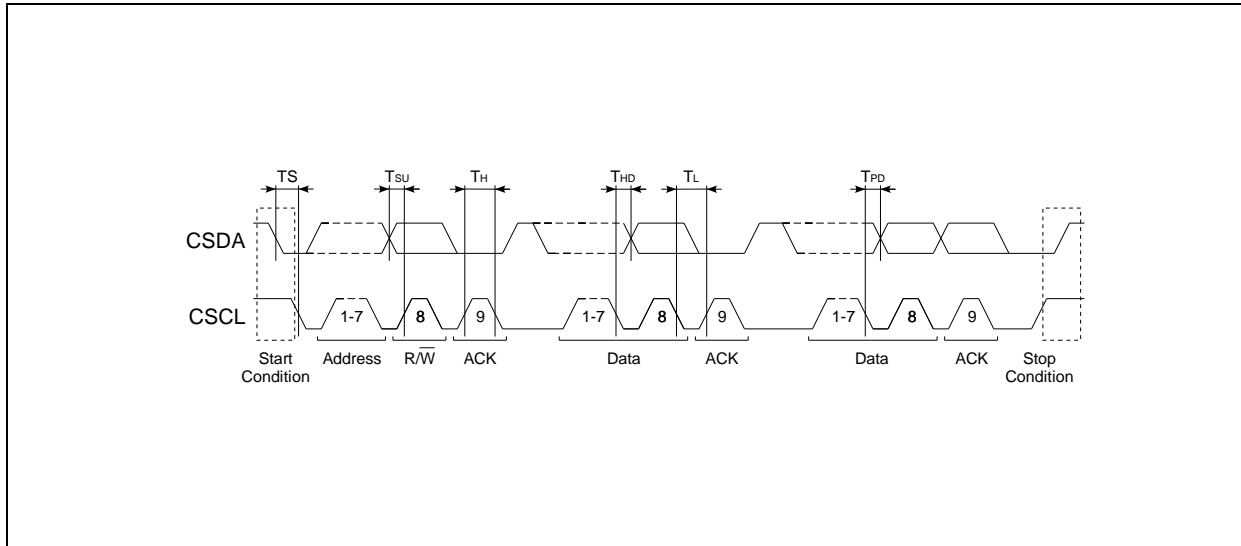 TS TSU TH THD TL TPD
CSDA
CSCL 1-7 8 9 1-7 8 9 1-7 8 9
Start Address R/W̅ ACK Data ACK Data ACK Stop
Condition Condition